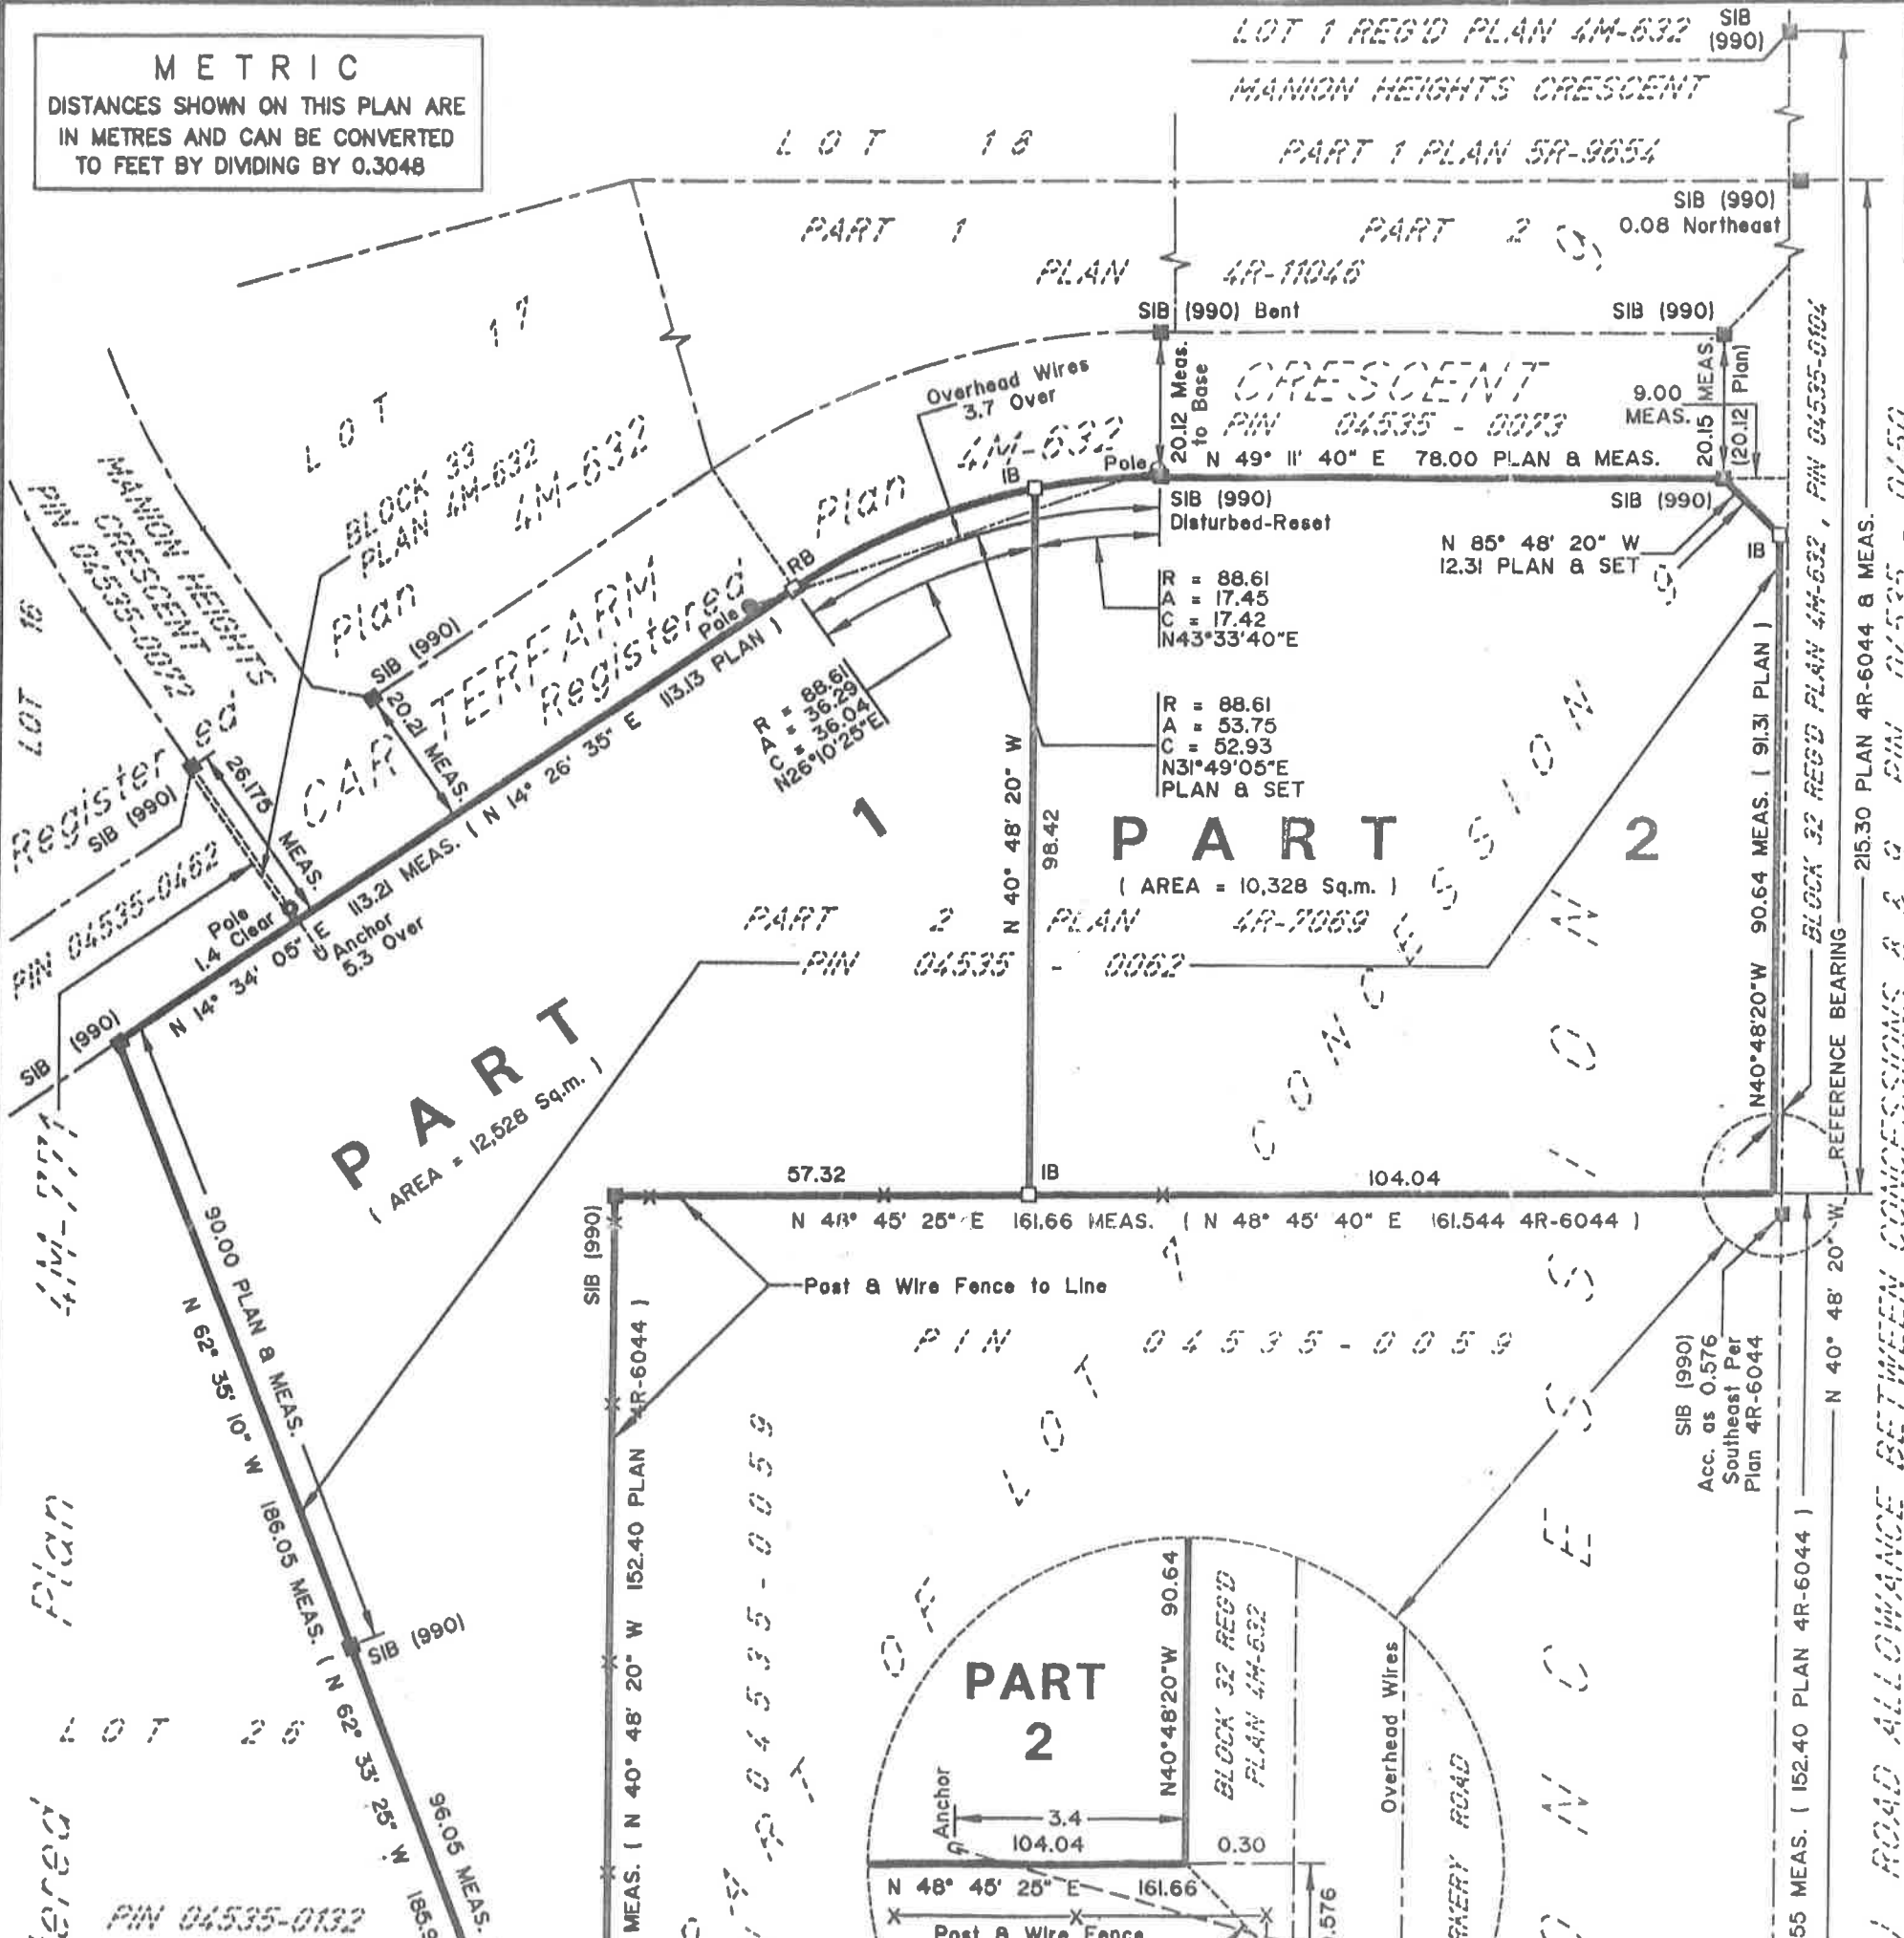 METRIC
DISTANCES SHOWN ON THIS PLAN ARE
IN METRES AND CAN BE CONVERTED
TO FEET BY DIVIDING BY 0.3048
LOT 1 REG'D PLAN 4M-632
SIB
(990)
MANION HEIGHTS CRESCENT
LOT 18
PART 1 PLAN 5R-9654
SIB (990)
0.08 Northeast
PART 1
PART 2
PLAN 4R-11046
SIB (990) Bent
SIB (990)
LOT 17
Overhead Wires
3.7 Over
20.12 Meas.
to Base
CRESCENT
PIN 04535 - 0073
9.00
MEAS.
20.15 MEAS.
(20.12 Plan)
N 49° 11' 40" E 78.00 PLAN & MEAS.
BLOCK 33
PLAN 4M-632
Plan 4M-632
Plan 4M-632
MANION HEIGHTS
CRESCENT
PIN 04535-0072
LOT 16
IB
Pole
SIB (990)
Disturbed-Reset
SIB (990)
N 85° 48' 20" W
12.31 PLAN & SET
IB
9
RB
Pole
Registered
CARTERFARM
SIB (990)
20.21 MEAS.
R = 88.61
A = 17.45
C = 17.42
N43°33'40"E
R = 88.61
A = 36.29
C = 36.04
N26°10'25"E
R = 88.61
A = 53.75
C = 52.93
N31°49'05"E
PLAN & SET
Register
SIB (990)
26.175 MEAS.
PIN 04535-0462
Pole
1.4 Clear
Anchor
5.3 Over
N 14° 34' 05" E 113.21 MEAS. ( N 14° 26' 35" E 113.13 PLAN )
SIB (990)
PART 1
( AREA = 12,528 Sq.m. )
N 40° 48' 20" W
98.42
PART 2
( AREA = 10,328 Sq.m. )
PART 2 PLAN 4R-7069
PIN 04535 - 0062
CONCESSION 9
N40°48'20"W 90.64 MEAS. ( 91.31 PLAN )
BLOCK 32 REG'D PLAN 4M-632 , PIN 04535-0104
215.30 PLAN 4R-6044 & MEAS.
N 40° 48' 20" W REFERENCE BEARING
ROAD ALLOWANCE BETWEEN CONCESSIONS 8 & 9
4M-771
Plan
57.32
IB
104.04
N 48° 45' 25" E 161.66 MEAS. ( N 48° 45' 40" E 161.544 4R-6044 )
SIB (990)
Post & Wire Fence to Line
PIN 04535-0059
LOT 7
OF
90.00 PLAN & MEAS.
N 62° 35' 10" W 186.05 MEAS. ( N 62° 33' 25" W
SIB (990)
96.05 MEAS.
MEAS. ( N 40° 48' 20" W 152.40 PLAN 4R-6044 )
04535-0059
SIB (990)
Acc. as 0.576
Southeast Per
Plan 4R-6044
55 MEAS. ( 152.40 PLAN 4R-6044 )
LOT 26
PIN 04535-0132
PART
2
N40°48'20"W 90.64
BLOCK 32 REG'D
PLAN 4M-632
Overhead Wires
ROAD
Anchor
3.4
104.04
0.30
N 48° 45' 25" E 161.66
.576
Post & Wire Fence